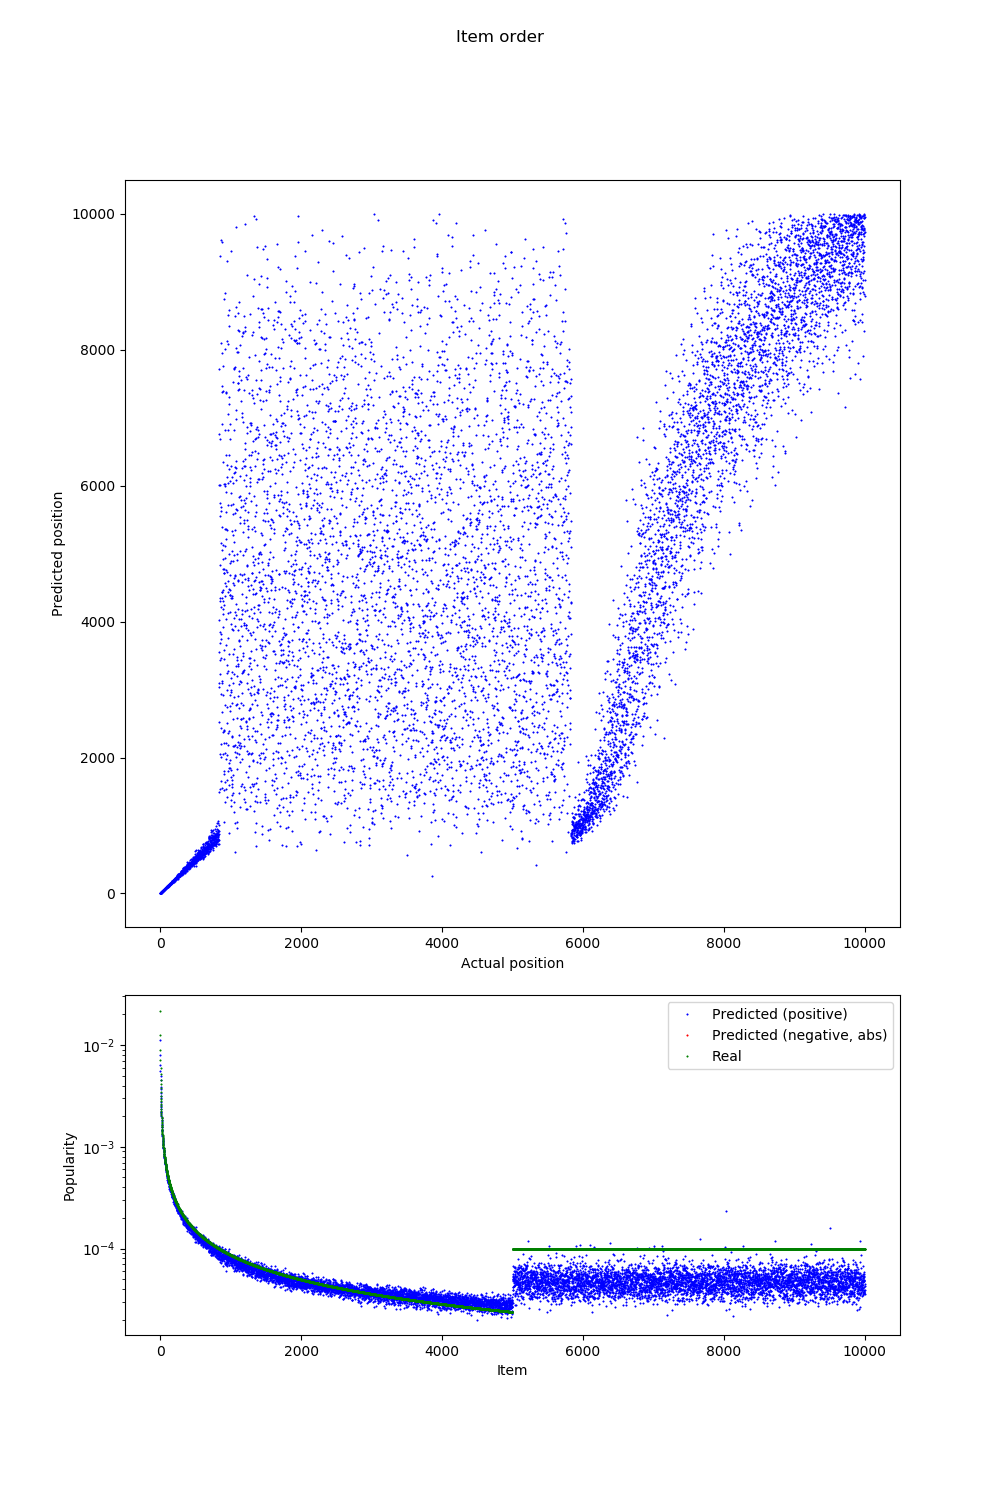 Item order
10000
8000
6000
4000
2000
0
Predicted position
0 2000 4000 6000 8000 10000
Actual position
Predicted (positive)
Predicted (negative, abs)
Real
10⁻²
10⁻³
10⁻⁴
Popularity
0 2000 4000 6000 8000 10000
Item